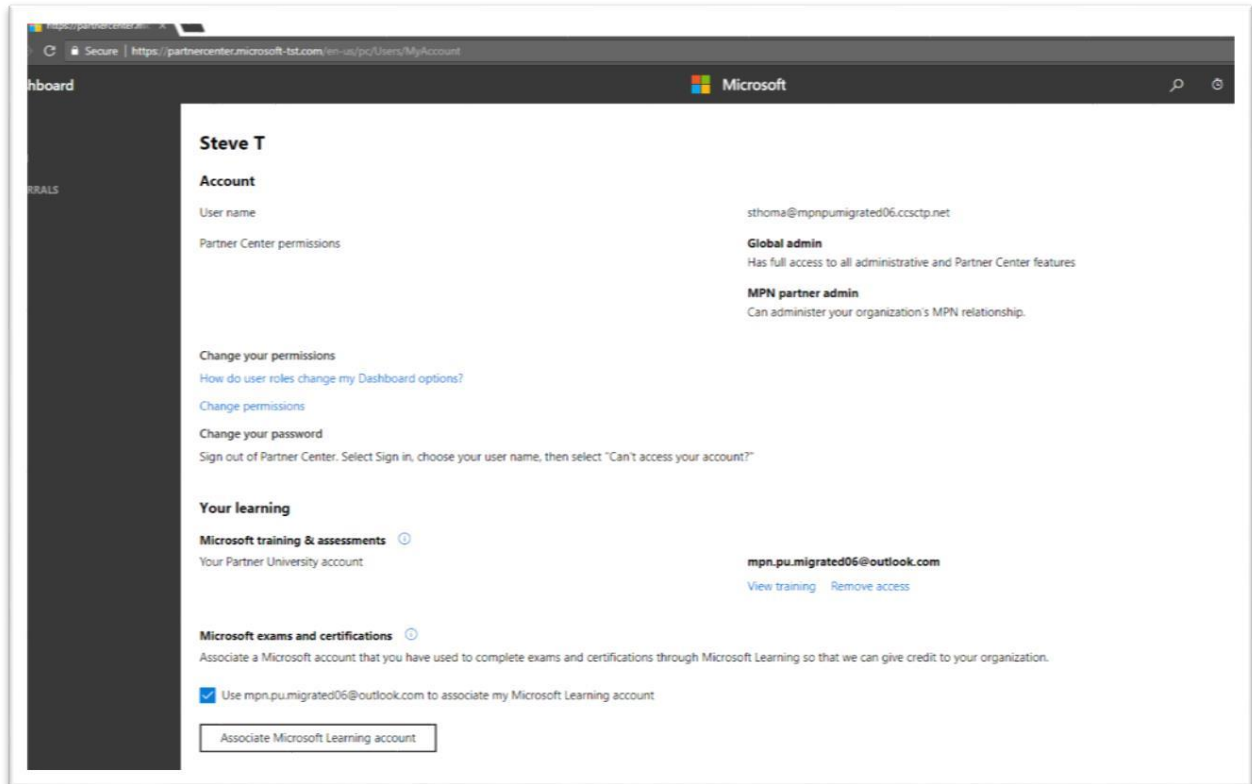 https://partnercenter.mi
Secure | https://partnercenter.microsoft-tst.com/en-us/pc/Users/MyAccount
hboard
Microsoft
RRALS
Steve T
Account
User name
sthoma@mpnpumigrated06.ccsctp.net
Partner Center permissions
Global admin
Has full access to all administrative and Partner Center features
MPN partner admin
Can administer your organization's MPN relationship.
Change your permissions
How do user roles change my Dashboard options?
Change permissions
Change your password
Sign out of Partner Center. Select Sign in, choose your user name, then select "Can't access your account?"
Your learning
Microsoft training & assessments
Your Partner University account
mpn.pu.migrated06@outlook.com
View training Remove access
Microsoft exams and certifications
Associate a Microsoft account that you have used to complete exams and certifications through Microsoft Learning so that we can give credit to your organization.
Use mpn.pu.migrated06@outlook.com to associate my Microsoft Learning account
Associate Microsoft Learning account